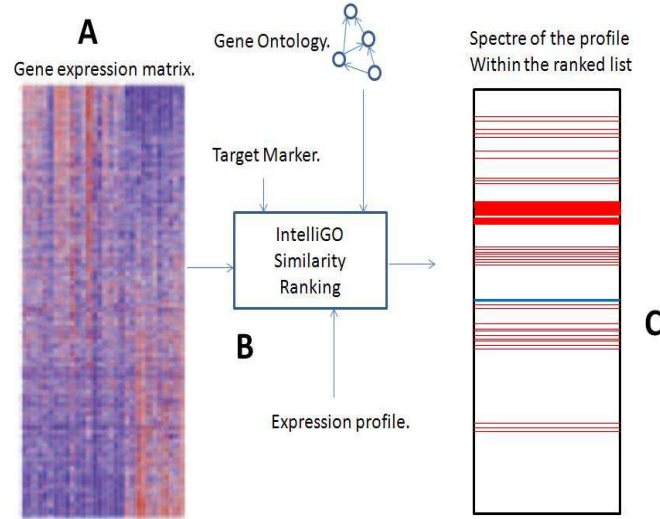 A
Gene expression matrix.
Gene Ontology.
Target Marker.
IntelliGO
Similarity
Ranking
B
Expression profile.
Spectre of the profile
Within the ranked list
C